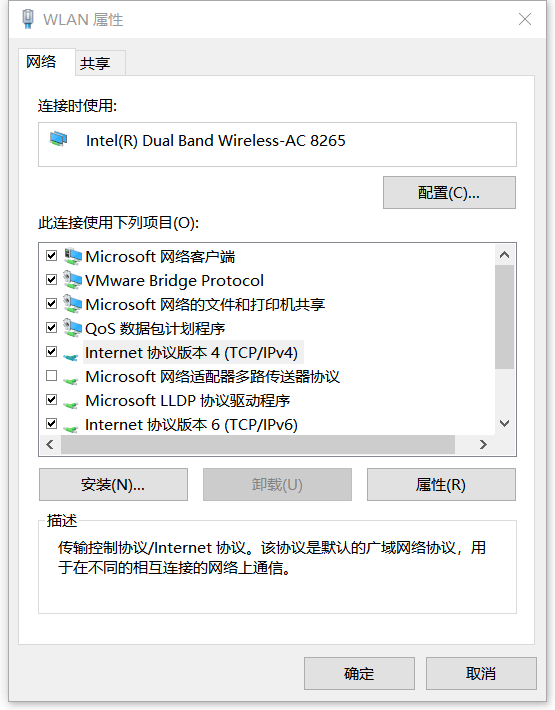 WLAN 属性
网络
共享
连接时使用:
Intel(R) Dual Band Wireless-AC 8265
配置(C)...
此连接使用下列项目(O):
Microsoft 网络客户端
VMware Bridge Protocol
Microsoft 网络的文件和打印机共享
QoS 数据包计划程序
Internet 协议版本 4 (TCP/IPv4)
Microsoft 网络适配器多路传送器协议
Microsoft LLDP 协议驱动程序
Internet 协议版本 6 (TCP/IPv6)
安装(N)...
卸载(U)
属性(R)
描述
传输控制协议/Internet 协议。该协议是默认的广域网络协议，用
于在不同的相互连接的网络上通信。
确定
取消